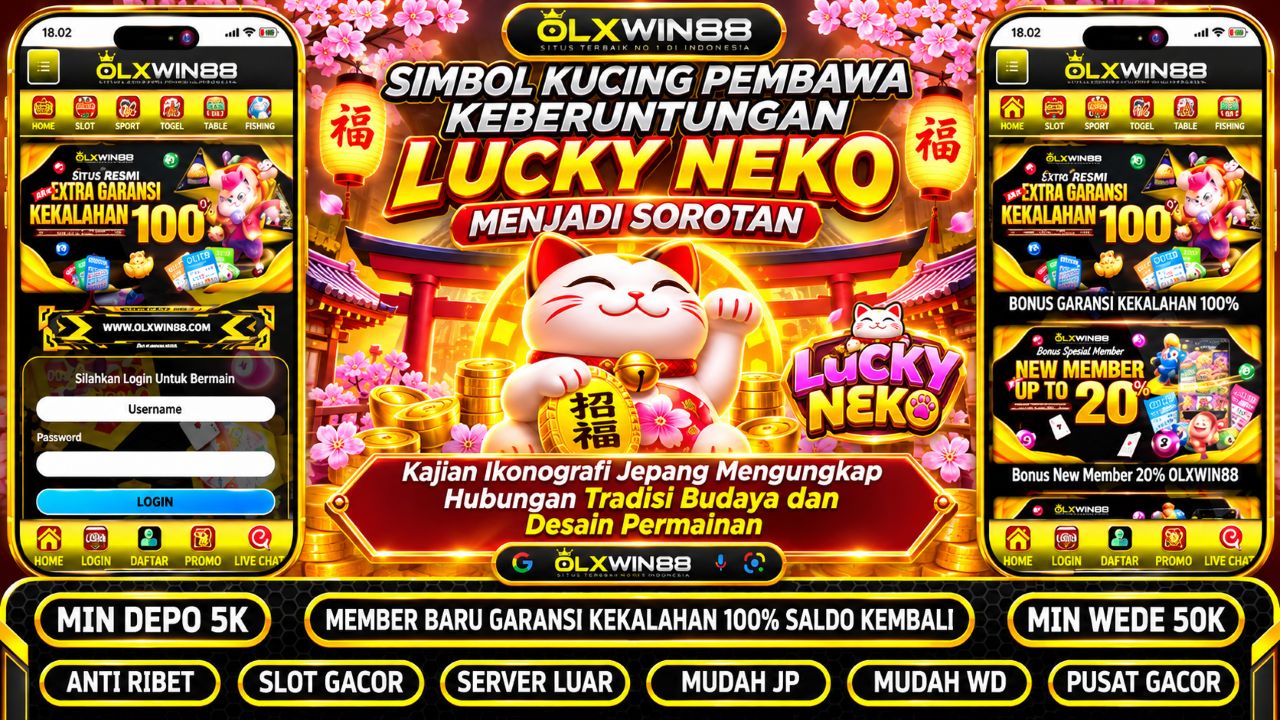 OLXWIN88
SITUS TERBAIK NO 1 DI INDONESIA
SIMBOL KUCING PEMBAWA
KEBERUNTUNGAN
LUCKY NEKO
MENJADI SOROTAN
福
福
招福
LUCKY
NEKO
Kajian Ikonografi Jepang Mengungkap
Hubungan Tradisi Budaya dan
Desain Permainan
G OLXWIN88
18.02
OLXWIN88
HOME SLOT SPORT TOGEL TABLE FISHING
OLXWIN88
SITUS RESMI
EXTRA GARANSI
KEKALAHAN 100%
WWW.OLXWIN88.COM
Silahkan Login Untuk Bermain
Username
Password
LOGIN
HOME LOGIN DAFTAR PROMO LIVE CHAT
18.02
OLXWIN88
HOME SLOT SPORT TOGEL TABLE FISHING
OLXWIN88
EXTRA RESMI
EXTRA GARANSI
KEKALAHAN 100%
BONUS GARANSI KEKALAHAN 100%
OLXWIN88
Bonus Spesial Member
NEW MEMBER
UP TO 20%
Bonus New Member 20% OLXWIN88
OLXWIN88
HOME LOGIN DAFTAR PROMO LIVE CHAT
MIN DEPO 5K
MEMBER BARU GARANSI KEKALAHAN 100% SALDO KEMBALI
MIN WEDE 50K
ANTI RIBET
SLOT GACOR
SERVER LUAR
MUDAH JP
MUDAH WD
PUSAT GACOR